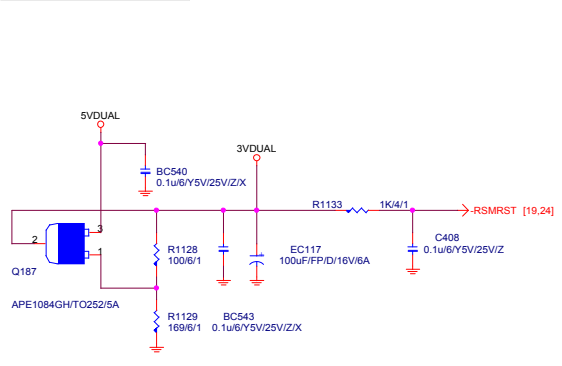 5VDUAL
3VDUAL
BC540
0.1u/6/Y5V/25V/Z/X
R1133
1K/4/1
-RSMRST [19,24]
3
2
1
Q187
APE1084GH/TO252/5A
R1128
100/6/1
EC117
100uF/FP/D/16V/6A
C408
0.1u/6/Y5V/25V/Z
R1129
169/6/1
BC543
0.1u/6/Y5V/25V/Z/X